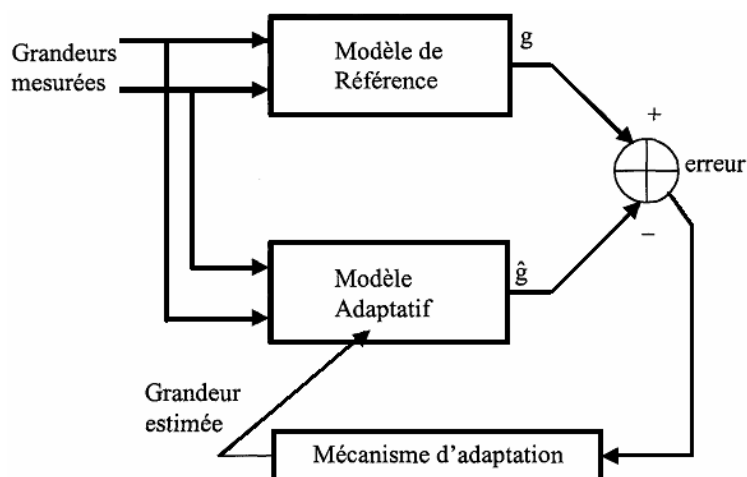 Grandeurs
mesurées
Modèle de
Référence
g
+
erreur
−
Modèle
Adaptatif
ĝ
Grandeur
estimée
Mécanisme d'adaptation